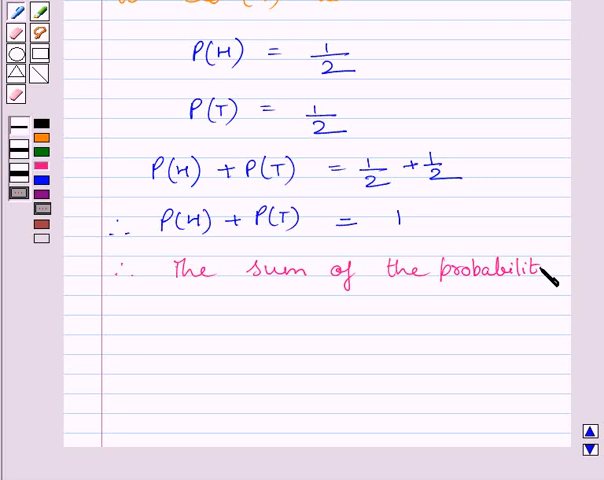 P(H) = 1/2
P(T) = 1/2
P(H) + P(T) = 1/2 + 1/2
∴ P(H) + P(T) = 1
∴ The sum of the probabilit